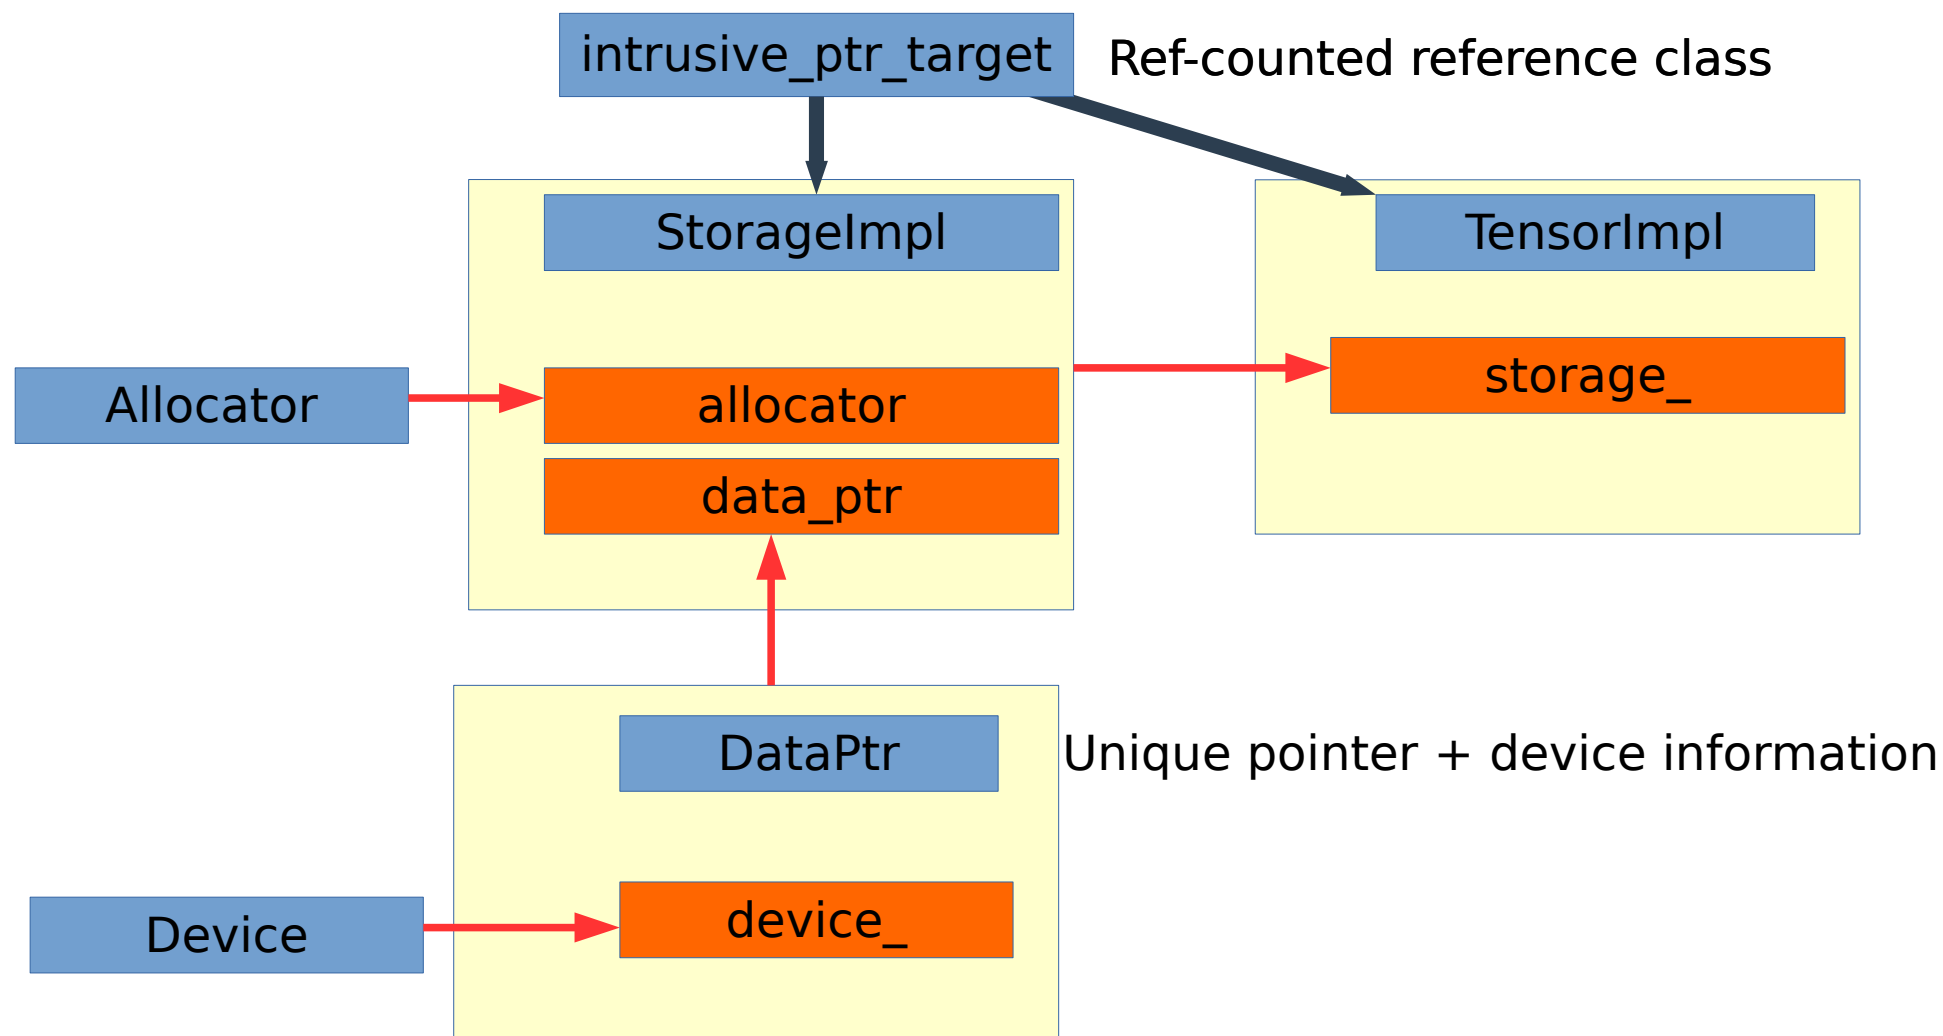 intrusive_ptr_target
Ref-counted reference class
StorageImpl
TensorImpl
storage_
Allocator
allocator
data_ptr
DataPtr
Unique pointer + device information
device_
Device